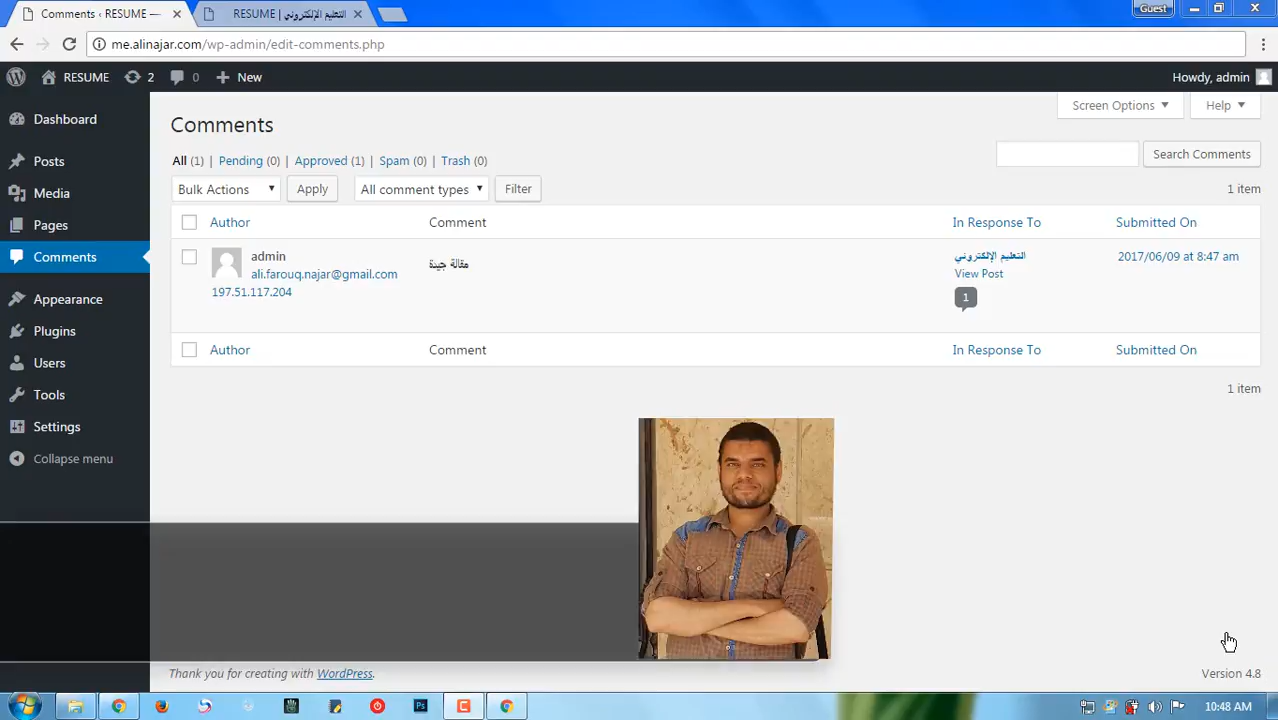 Comments ‹ RESUME —
RESUME | التعليم الإلكتروني
Guest
me.alinajar.com/wp-admin/edit-comments.php
RESUME 2 0 New
Howdy, admin
Screen Options
Help
Dashboard
Posts
Media
Pages
Comments
Appearance
Plugins
Users
Tools
Settings
Collapse menu
Comments
All (1) | Pending (0) | Approved (1) | Spam (0) | Trash (0)
Search Comments
Bulk Actions Apply All comment types Filter
1 item
Author Comment In Response To Submitted On
admin
ali.farouq.najar@gmail.com
197.51.117.204
مقالة جيدة
التعليم الإلكتروني
View Post
1
2017/06/09 at 8:47 am
Author Comment In Response To Submitted On
1 item
Thank you for creating with WordPress.
Version 4.8
Ps
10:48 AM